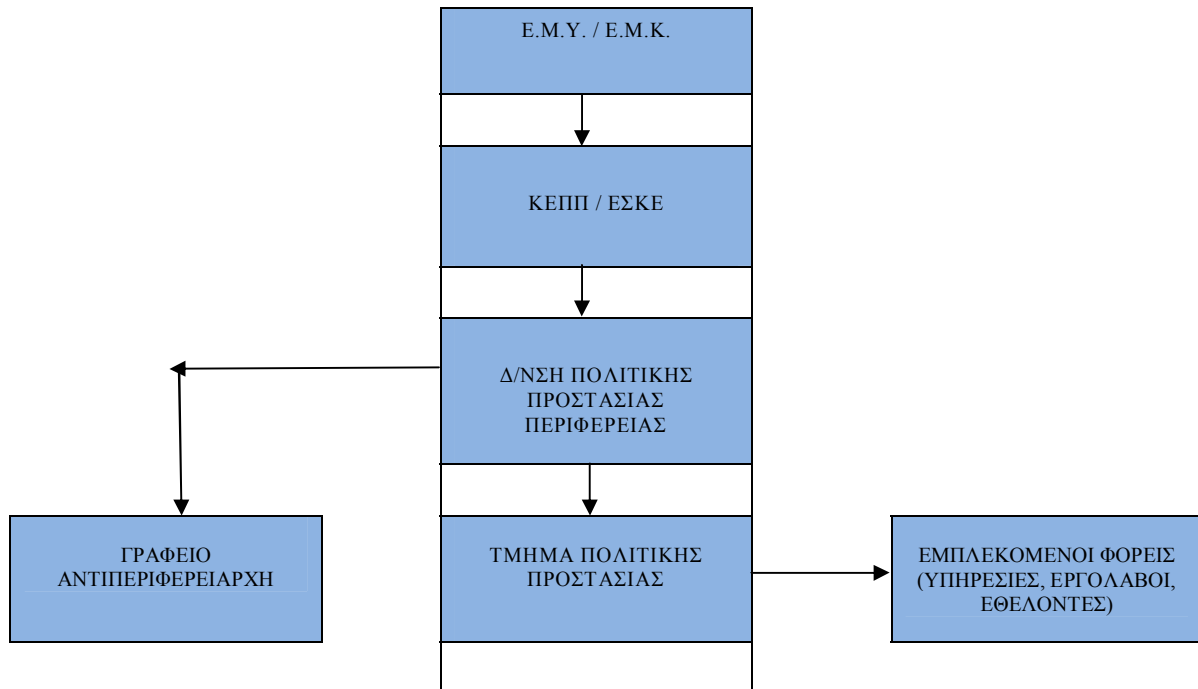 Ε.Μ.Υ. / Ε.Μ.Κ.
ΚΕΠΠ / ΕΣΚΕ
Δ/ΝΣΗ ΠΟΛΙΤΙΚΗΣ
ΠΡΟΣΤΑΣΙΑΣ
ΠΕΡΙΦΕΡΕΙΑΣ
ΓΡΑΦΕΙΟ
ΑΝΤΙΠΕΡΙΦΕΡΕΙΑΡΧΗ
ΤΜΗΜΑ ΠΟΛΙΤΙΚΗΣ
ΠΡΟΣΤΑΣΙΑΣ
ΕΜΠΛΕΚΟΜΕΝΟΙ ΦΟΡΕΙΣ
(ΥΠΗΡΕΣΙΕΣ, ΕΡΓΟΛΑΒΟΙ,
ΕΘΕΛΟΝΤΕΣ)